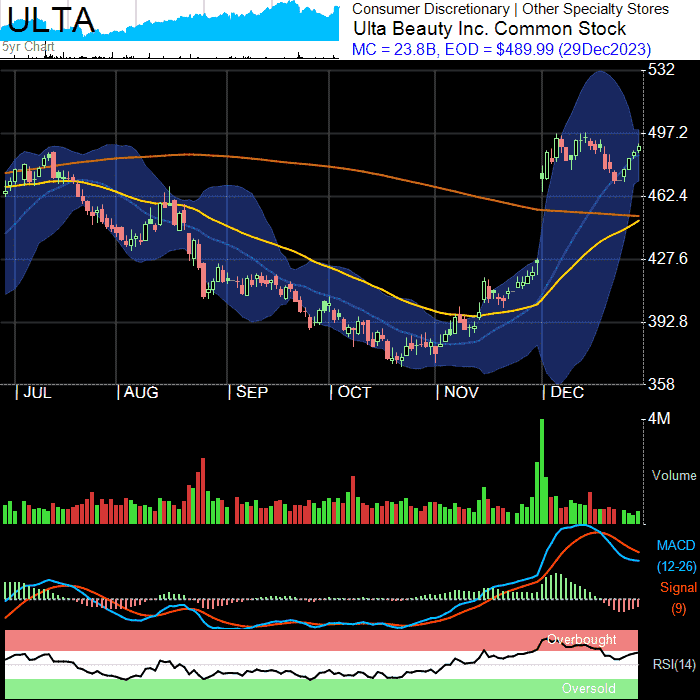 ULTA
5yr Chart
Consumer Discretionary | Other Specialty Stores
Ulta Beauty Inc. Common Stock
MC = 23.8B, EOD = $489.99 (29Dec2023)
532
497.2
462.4
427.6
392.8
358
|JUL |AUG |SEP |OCT |NOV |DEC
4M
Volume
MACD
(12-26)
Signal
(9)
Overbought
RSI(14)
Oversold